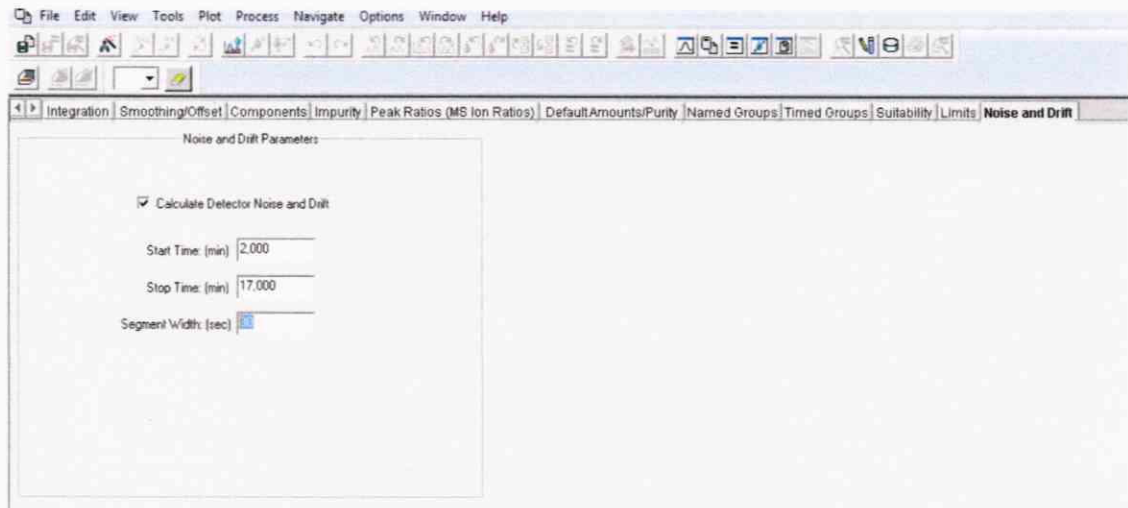 File Edit View Tools Plot Process Navigate Options Window Help
Integration Smoothing/Offset Components Impurity Peak Ratios (MS Ion Ratios) Default Amounts/Purity Named Groups Timed Groups Suitability Limits Noise and Drift
Noise and Drift Parameters
Calculate Detector Noise and Drift
Start Time: (min) 2,000
Stop Time: (min) 17,000
Segment Width: (sec)